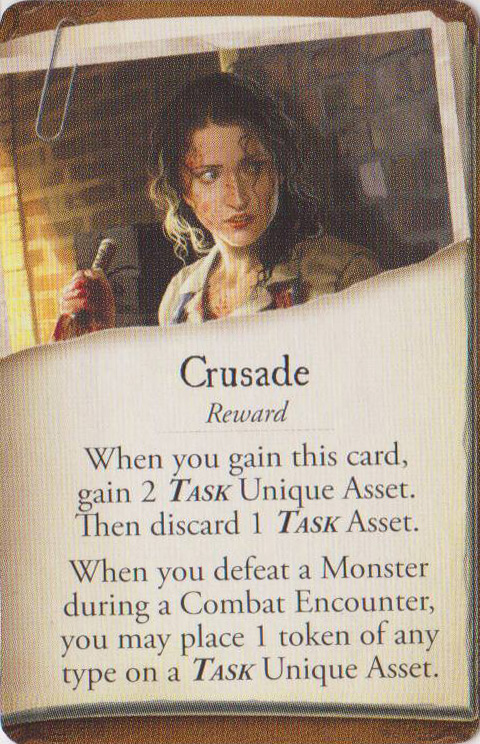 Crusade
Reward
When you gain this card,
gain 2 TASK Unique Asset.
Then discard 1 TASK Asset.
When you defeat a Monster
during a Combat Encounter,
you may place 1 token of any
type on a TASK Unique Asset.